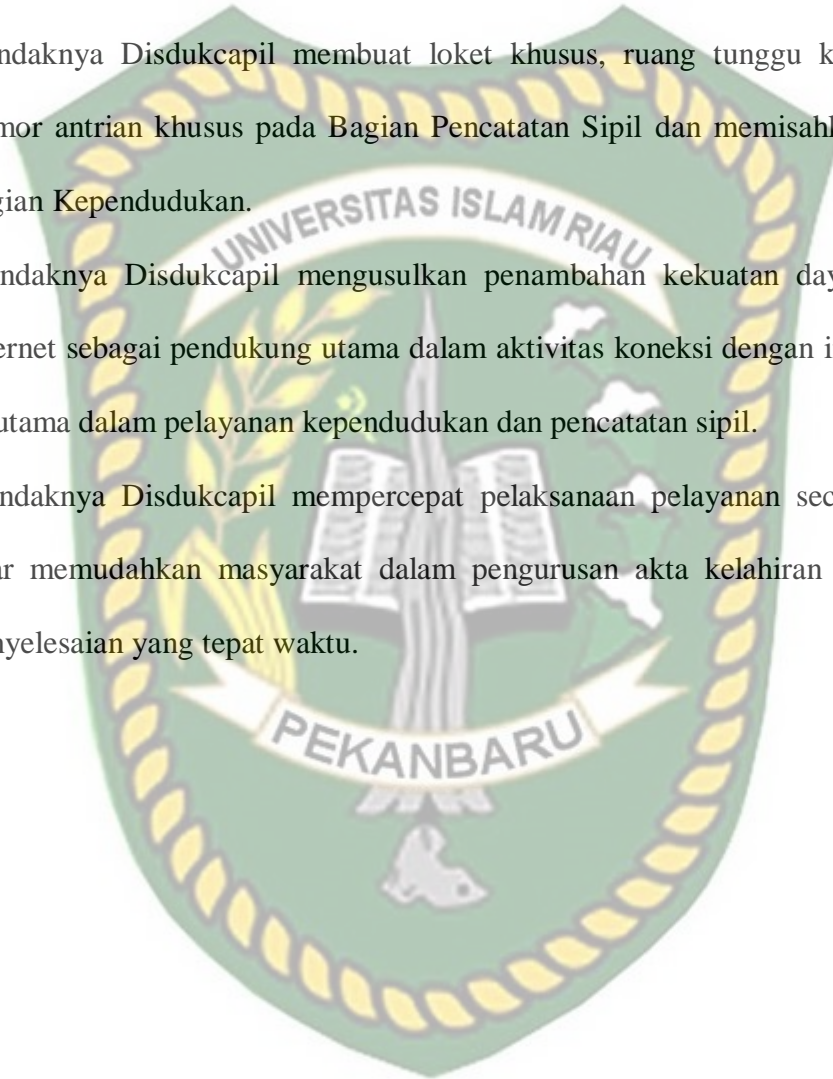 ndaknya Disdukcapil membuat loket khusus, ruang tunggu k
mor antrian khusus pada Bagian Pencatatan Sipil dan memisahk
gian Kependudukan.
UNIVERSITAS ISLAM RIAU
ndaknya Disdukcapil mengusulkan penambahan kekuatan day
ernet sebagai pendukung utama dalam aktivitas koneksi dengan i
utama dalam pelayanan kependudukan dan pencatatan sipil.
ndaknya Disdukcapil mempercepat pelaksanaan pelayanan sec
ar memudahkan masyarakat dalam pengurusan akta kelahiran
nyelesaian yang tepat waktu.
PEKANBARU